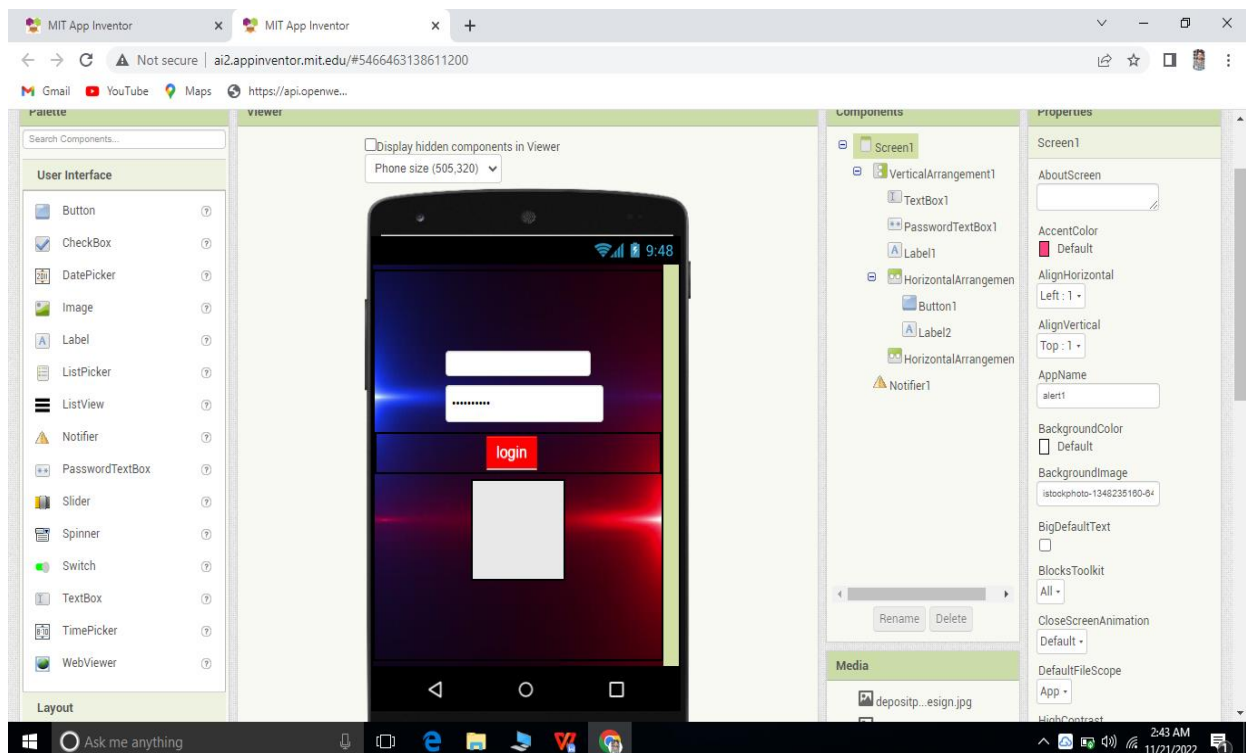 MIT App Inventor
MIT App Inventor
Not secure ai2.appinventor.mit.edu/#5466463138611200
Gmail YouTube Maps https://api.openwe...
Palette
Search Components...
User Interface
Button
CheckBox
DatePicker
Image
Label
ListPicker
ListView
Notifier
PasswordTextBox
Slider
Spinner
Switch
TextBox
TimePicker
WebViewer
Layout
Viewer
Display hidden components in Viewer
Phone size (505,320)
9:48
login
Components
Screen1
VerticalArrangement1
TextBox1
PasswordTextBox1
Label1
HorizontalArrangemen
Button1
Label2
HorizontalArrangemen
Notifier1
Rename Delete
Media
depositp...esign.jpg
Properties
Screen1
AboutScreen
AccentColor
Default
AlignHorizontal
Left : 1
AlignVertical
Top : 1
AppName
alert1
BackgroundColor
Default
BackgroundImage
istockphoto-1348235160-64
BigDefaultText
BlocksToolkit
All
CloseScreenAnimation
Default
DefaultFileScope
App
HighContrast
Ask me anything
2:43 AM
11/21/2022